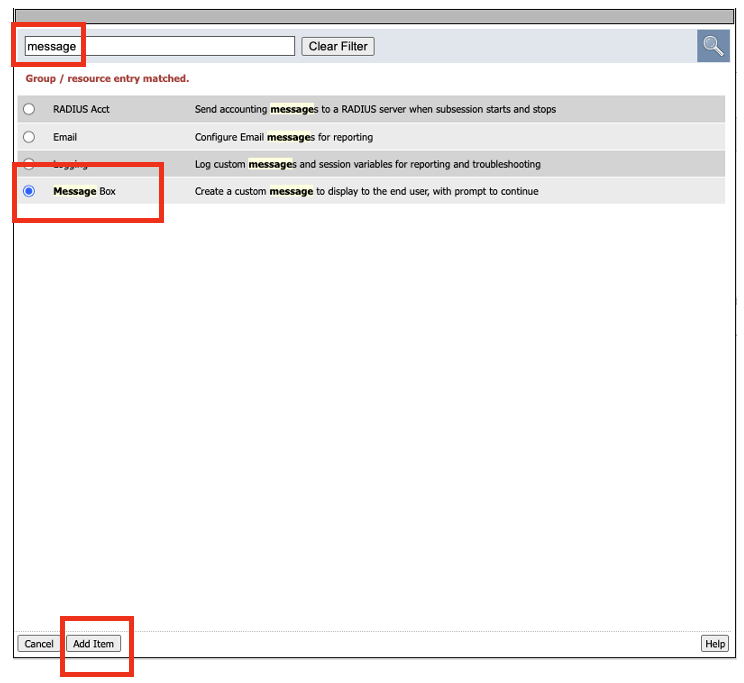 message Clear Filter
Group / resource entry matched.
RADIUS Acct Send accounting messages to a RADIUS server when subsession starts and stops
Email Configure Email messages for reporting
Logging Log custom messages and session variables for reporting and troubleshooting
Message Box Create a custom message to display to the end user, with prompt to continue
Cancel Add Item Help